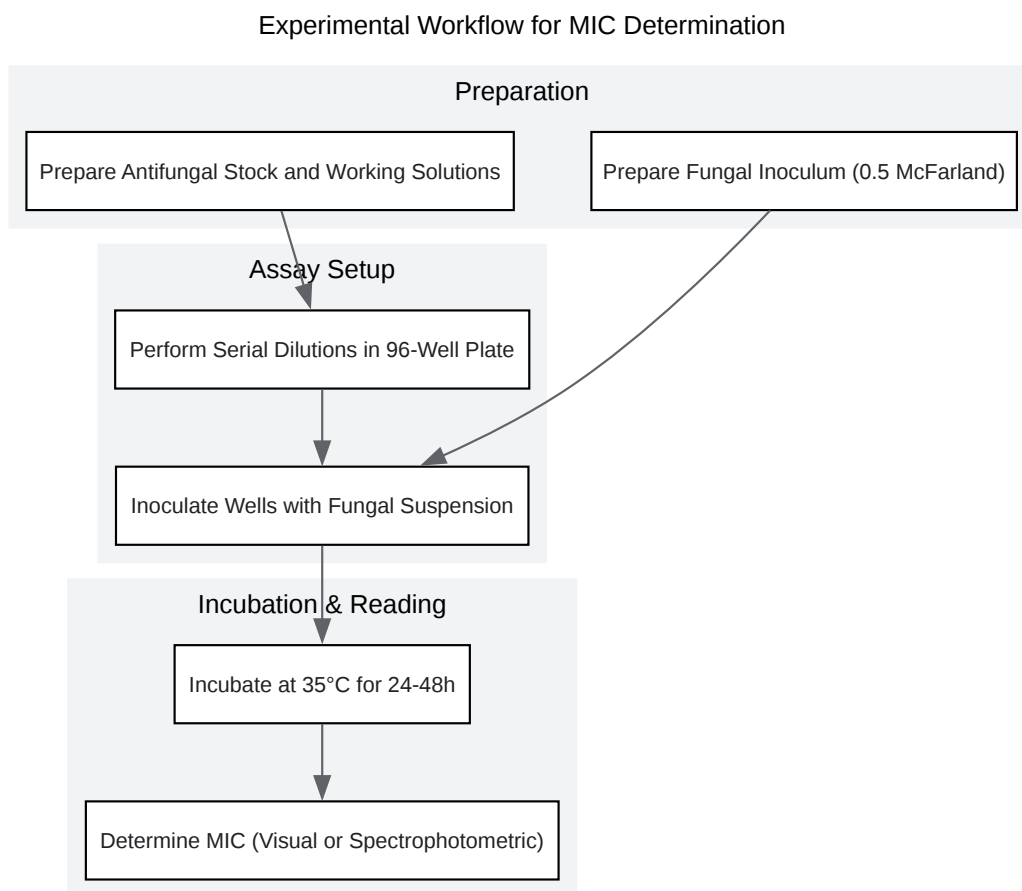 Experimental Workflow for MIC Determination
Preparation
Prepare Antifungal Stock and Working Solutions
Prepare Fungal Inoculum (0.5 McFarland)
Assay Setup
Perform Serial Dilutions in 96-Well Plate
Inoculate Wells with Fungal Suspension
Incubation & Reading
Incubate at 35°C for 24-48h
Determine MIC (Visual or Spectrophotometric)